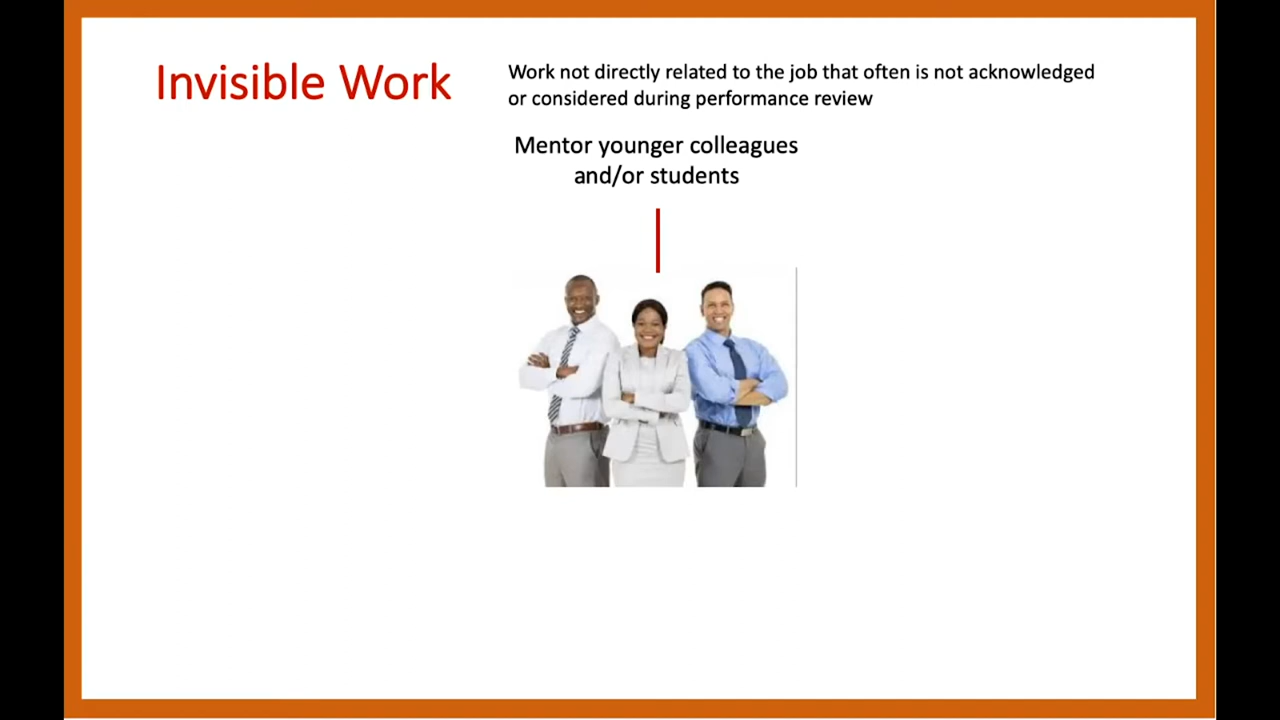 Invisible Work
Work not directly related to the job that often is not acknowledged
or considered during performance review
Mentor younger colleagues
and/or students